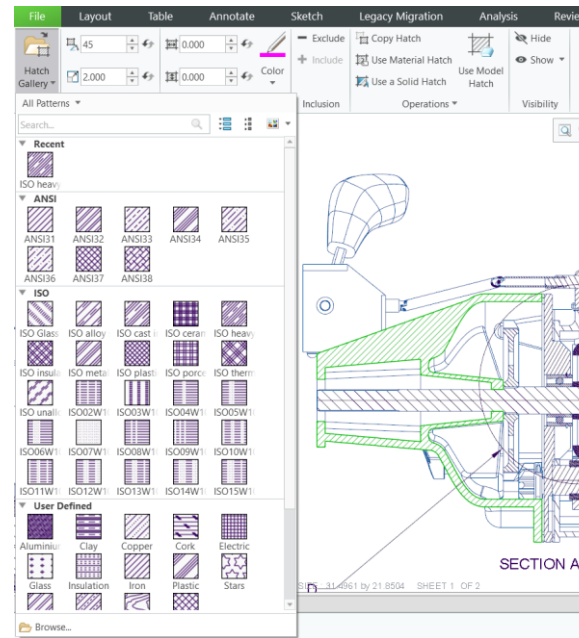 File Layout Table Annotate Sketch Legacy Migration Analysis Revie
45 0.000 Exclude Copy Hatch Hide
Include Use Material Hatch Show
Hatch Gallery 2.000 0.000 Color Use a Solid Hatch Use Model Hatch
Inclusion Operations Visibility
All Patterns
Search...
Recent
ISO heavy
ANSI
ANSI31 ANSI32 ANSI33 ANSI34 ANSI35
ANSI36 ANSI37 ANSI38
ISO
ISO Glass ISO alloy ISO cast i ISO ceran ISO heavy
ISO insula ISO metal ISO plasti ISO porce ISO therm
ISO unall ISO02W1 ISO03W1 ISO04W1 ISO05W1
ISO06W1 ISO07W1 ISO08W1 ISO09W1 ISO10W1
ISO11W1 ISO12W1 ISO13W1 ISO14W1 ISO15W1
User Defined
Aluminiur Clay Copper Cork Electric
Glass Insulation Iron Plastic Stars
Browse...
SECTION A
31.4961 by 21.8504 SHEET 1 OF 2